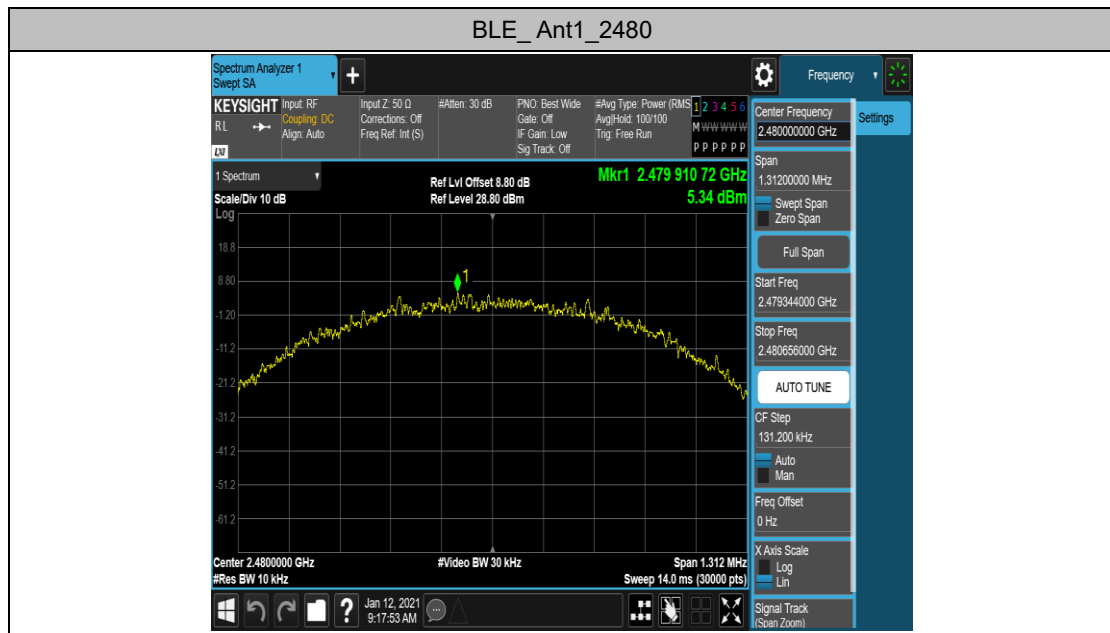 BLE_ Ant1_2480
Spectrum Analyzer 1
Swept SA
+
Frequency
KEYSIGHT
RL
LXI
Input: RF
Coupling: DC
Align: Auto
Input Z: 50 Ω
Corrections: Off
Freq Ref: Int (S)
#Atten: 30 dB
PNO: Best Wide
Gate: Off
IF Gain: Low
Sig Track: Off
#Avg Type: Power (RMS
Avg|Hold: 100/100
Trig: Free Run
1 2 3 4 5 6
M W W W W W
P P P P P P
1 Spectrum
Scale/Div 10 dB
Ref Lvl Offset 8.80 dB
Ref Level 28.80 dBm
Mkr1 2.479 910 72 GHz
5.34 dBm
Log
18.8
8.80
-1.20
-11.2
-21.2
-31.2
-41.2
-51.2
-61.2
1
Center 2.4800000 GHz
#Res BW 10 kHz
#Video BW 30 kHz
Span 1.312 MHz
Sweep 14.0 ms (30000 pts)
Center Frequency
2.480000000 GHz
Settings
Span
1.31200000 MHz
Swept Span
Zero Span
Full Span
Start Freq
2.479344000 GHz
Stop Freq
2.480656000 GHz
AUTO TUNE
CF Step
131.200 kHz
Auto
Man
Freq Offset
0 Hz
X Axis Scale
Log
Lin
Signal Track
(Span Zoom)
?
Jan 12, 2021
9:17:53 AM